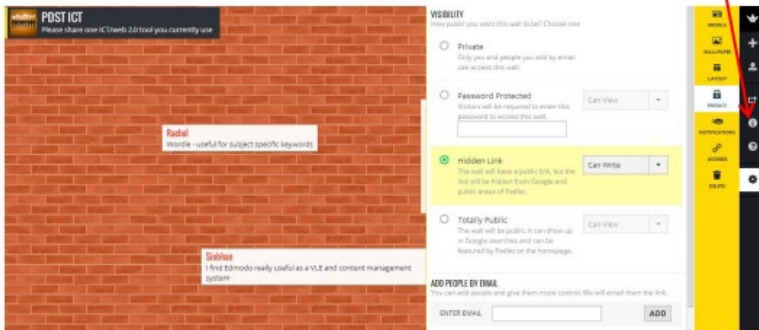 PDST ICT
Please share one ICT/web 2.0 tool you currently use
Rachel
Wordle - useful for subject specific keywords
Siobhan
I find Edmodo really useful as a VLE and content management
system
VISIBILITY
How public you want this wall to be? Choose one
Private
Only you and people you add by email
can access this wall.
Password Protected
Visitors will be required to enter this
password to access this wall.
Can View
Hidden Link
The wall will have a public link, but the
link will be hidden from Google and
public areas of Padlet.
Can Write
Totally Public
The wall will be public. It can show up
in Google searches and can be
featured by Padlet on the homepage.
Can View
ADD PEOPLE BY EMAIL
You can add people and give them more control. We will email them the link.
ENTER EMAIL
ADD
PROFILE
WALLPAPER
LAYOUT
PRIVACY
NOTIFICATIONS
ADDRESS
DELETE